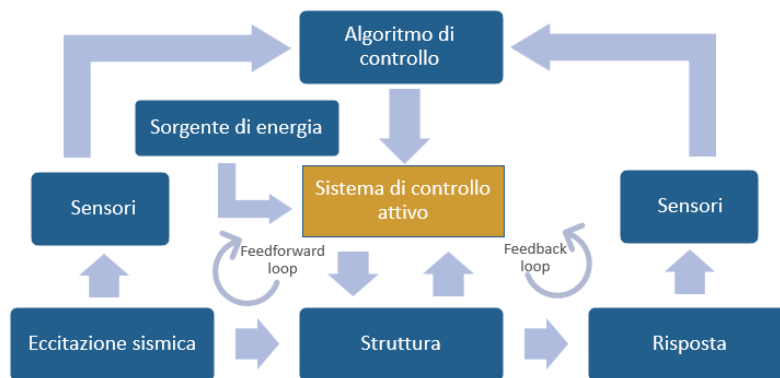 Algoritmo di
controllo
Sorgente di energia
Sistema di controllo
attivo
Sensori
Sensori
Feedforward
loop
Feedback
loop
Eccitazione sismica
Struttura
Risposta